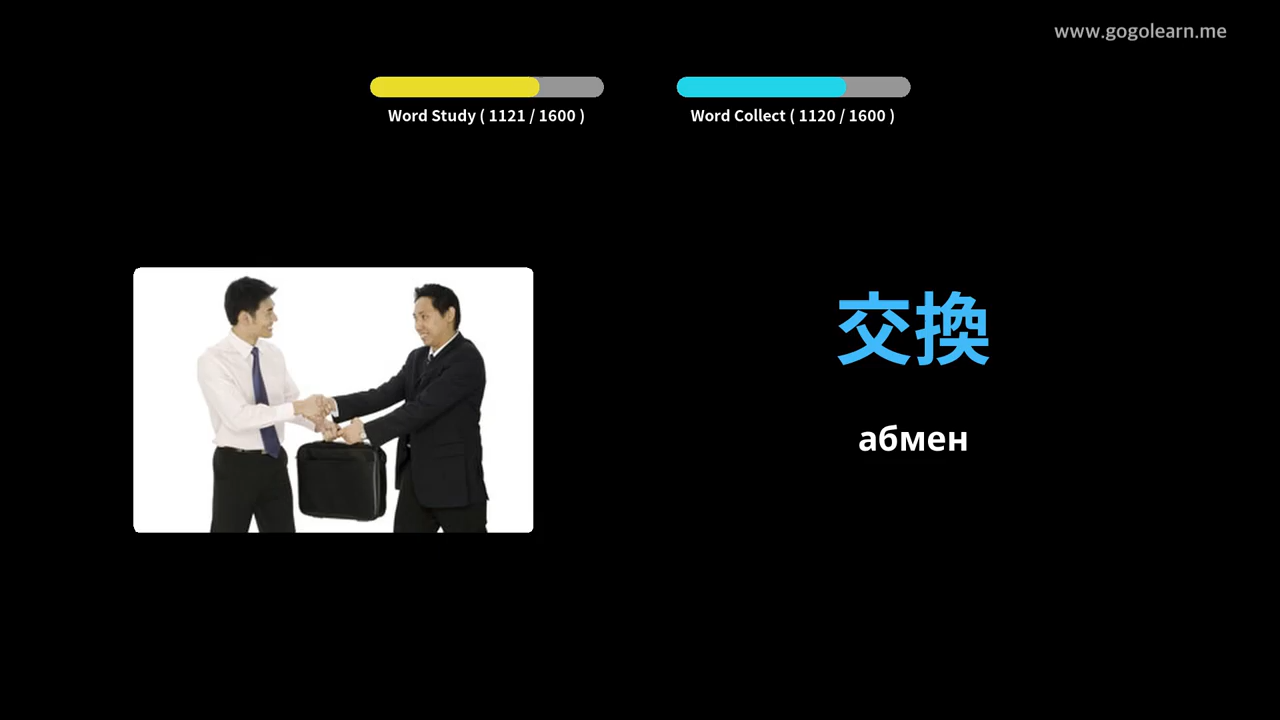 www.gogolearn.me
Word Study ( 1121 / 1600 )
Word Collect ( 1120 / 1600 )
交換
абмен